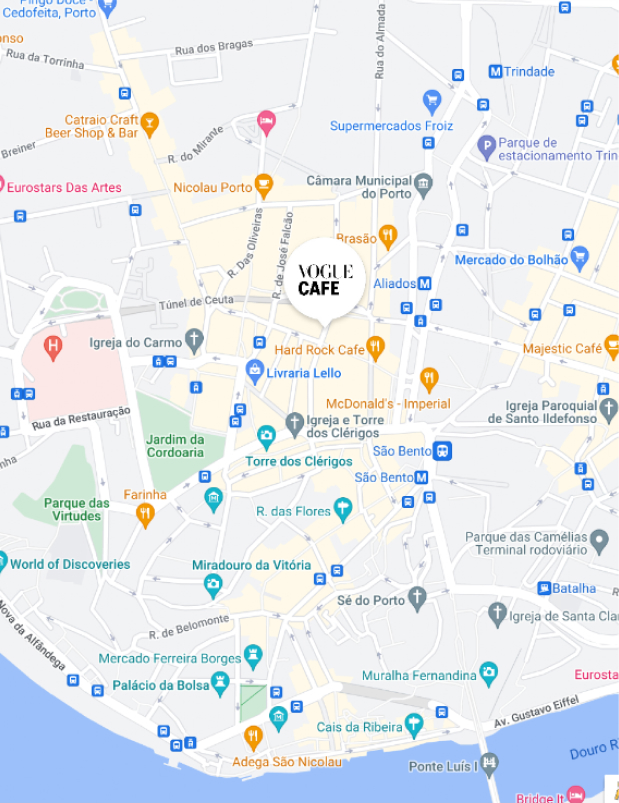 Pingo Doce -
Cedofeita, Porto
onso
Rua da Torrinha
Rua dos Bragas
Rua do Almada
Trindade
Catraio Craft
Beer Shop & Bar
Supermercados Froiz
Breiner
R. do Mirante
Parque de
estacionamento Trin
Eurostars Das Artes
Nicolau Porto
Câmara Municipal
do Porto
R. Das Oliveiras
R. de José Falcão
Brasão
VOGUE
CAFE
Mercado do Bolhão
Aliados
Túnel de Ceuta
Igreja do Carmo
Hard Rock Cafe
Majestic Café
H
Livraria Lello
McDonald's - Imperial
Rua da Restauração
Igreja e Torre
dos Clérigos
Igreja Paroquial
de Santo Ildefonso
Jardim da
Cordoaria
São Bento
nha
Torre dos Clérigos
São Bento
Farinha
Parque das
Virtudes
R. das Flores
Parque das Camélias
Terminal rodoviário
World of Discoveries
Miradouro da Vitória
Batalha
Sé do Porto
Igreja de Santa Clar
Nova da Alfândega
R. de Belomonte
Mercado Ferreira Borges
Muralha Fernandina
Eurosta
Palácio da Bolsa
Av. Gustavo Eiffel
Cais da Ribeira
Douro R
Adega São Nicolau
Ponte Luís I
Bridge It